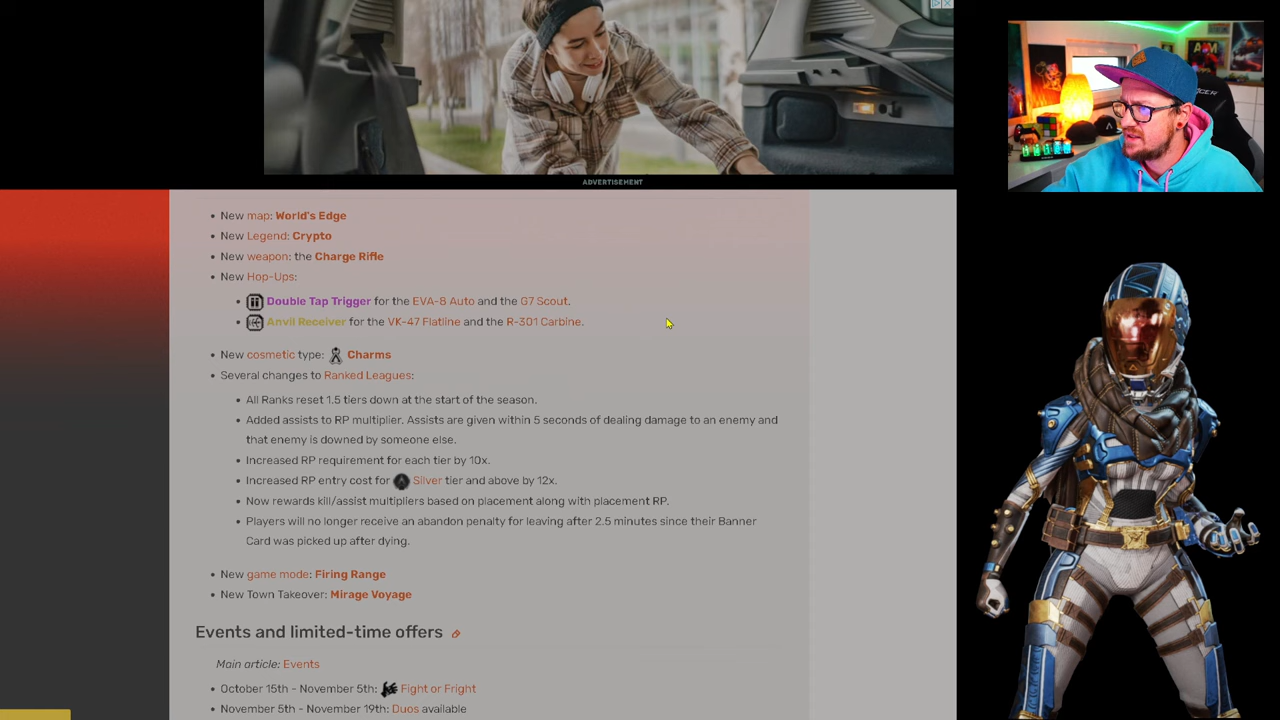 ADVERTISEMENT
New map: World's Edge
New Legend: Crypto
New weapon: the Charge Rifle
New Hop-Ups:
Double Tap Trigger for the EVA-8 Auto and the G7 Scout.
Anvil Receiver for the VK-47 Flatline and the R-301 Carbine.
New cosmetic type: Charms
Several changes to Ranked Leagues:
All Ranks reset 1.5 tiers down at the start of the season.
Added assists to RP multiplier. Assists are given within 5 seconds of dealing damage to an enemy and
that enemy is downed by someone else.
Increased RP requirement for each tier by 10x.
Increased RP entry cost for Silver tier and above by 12x.
Now rewards kill/assist multipliers based on placement along with placement RP.
Players will no longer receive an abandon penalty for leaving after 2.5 minutes since their Banner
Card was picked up after dying.
New game mode: Firing Range
New Town Takeover: Mirage Voyage
Events and limited-time offers
Main article: Events
October 15th - November 5th: Fight or Fright
November 5th - November 19th: Duos available